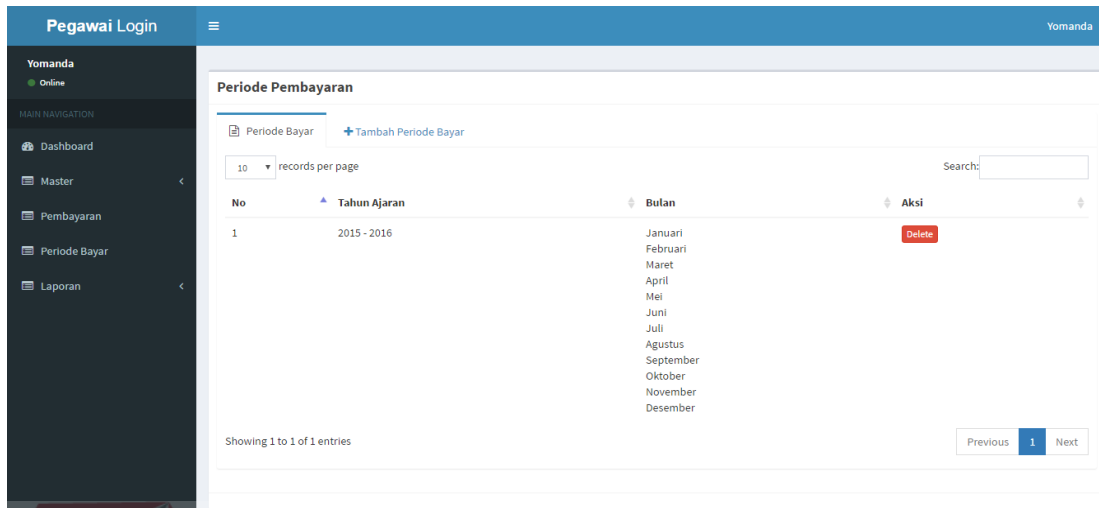 Pegawai Login
Yomanda
Yomanda
Online
MAIN NAVIGATION
Dashboard
Master
Pembayaran
Periode Bayar
Laporan
Periode Pembayaran
Periode Bayar
Tambah Periode Bayar
10 records per page
Search:
No Tahun Ajaran Bulan Aksi
1 2015 - 2016 Januari Delete
Februari
Maret
April
Mei
Juni
Juli
Agustus
September
Oktober
November
Desember
Showing 1 to 1 of 1 entries
Previous 1 Next